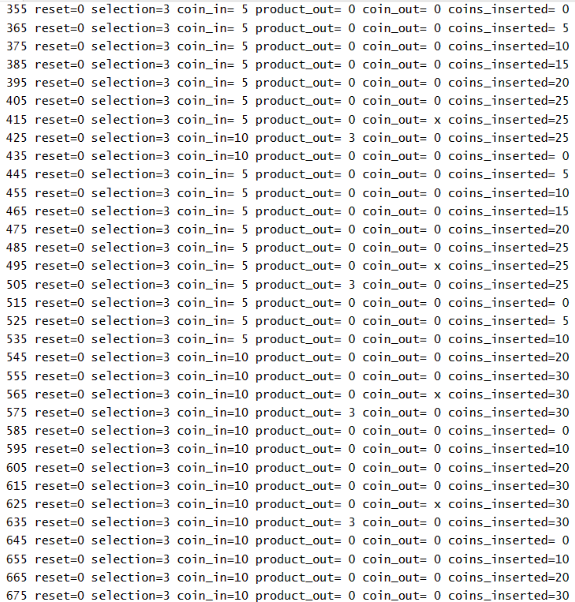 355 reset=0 selection=3 coin_in= 5 product_out= 0 coin_out= 0 coins_inserted= 0
365 reset=0 selection=3 coin_in= 5 product_out= 0 coin_out= 0 coins_inserted= 5
375 reset=0 selection=3 coin_in= 5 product_out= 0 coin_out= 0 coins_inserted=10
385 reset=0 selection=3 coin_in= 5 product_out= 0 coin_out= 0 coins_inserted=15
395 reset=0 selection=3 coin_in= 5 product_out= 0 coin_out= 0 coins_inserted=20
405 reset=0 selection=3 coin_in= 5 product_out= 0 coin_out= 0 coins_inserted=25
415 reset=0 selection=3 coin_in= 5 product_out= 0 coin_out= x coins_inserted=25
425 reset=0 selection=3 coin_in=10 product_out= 3 coin_out= 0 coins_inserted=25
435 reset=0 selection=3 coin_in=10 product_out= 0 coin_out= 0 coins_inserted= 0
445 reset=0 selection=3 coin_in= 5 product_out= 0 coin_out= 0 coins_inserted= 5
455 reset=0 selection=3 coin_in= 5 product_out= 0 coin_out= 0 coins_inserted=10
465 reset=0 selection=3 coin_in= 5 product_out= 0 coin_out= 0 coins_inserted=15
475 reset=0 selection=3 coin_in= 5 product_out= 0 coin_out= 0 coins_inserted=20
485 reset=0 selection=3 coin_in= 5 product_out= 0 coin_out= 0 coins_inserted=25
495 reset=0 selection=3 coin_in= 5 product_out= 0 coin_out= x coins_inserted=25
505 reset=0 selection=3 coin_in= 5 product_out= 3 coin_out= 0 coins_inserted=25
515 reset=0 selection=3 coin_in= 5 product_out= 0 coin_out= 0 coins_inserted= 0
525 reset=0 selection=3 coin_in= 5 product_out= 0 coin_out= 0 coins_inserted= 5
535 reset=0 selection=3 coin_in= 5 product_out= 0 coin_out= 0 coins_inserted=10
545 reset=0 selection=3 coin_in=10 product_out= 0 coin_out= 0 coins_inserted=20
555 reset=0 selection=3 coin_in=10 product_out= 0 coin_out= 0 coins_inserted=30
565 reset=0 selection=3 coin_in=10 product_out= 0 coin_out= x coins_inserted=30
575 reset=0 selection=3 coin_in=10 product_out= 3 coin_out= 0 coins_inserted=30
585 reset=0 selection=3 coin_in=10 product_out= 0 coin_out= 0 coins_inserted= 0
595 reset=0 selection=3 coin_in=10 product_out= 0 coin_out= 0 coins_inserted=10
605 reset=0 selection=3 coin_in=10 product_out= 0 coin_out= 0 coins_inserted=20
615 reset=0 selection=3 coin_in=10 product_out= 0 coin_out= 0 coins_inserted=30
625 reset=0 selection=3 coin_in=10 product_out= 0 coin_out= x coins_inserted=30
635 reset=0 selection=3 coin_in=10 product_out= 3 coin_out= 0 coins_inserted=30
645 reset=0 selection=3 coin_in=10 product_out= 0 coin_out= 0 coins_inserted= 0
655 reset=0 selection=3 coin_in=10 product_out= 0 coin_out= 0 coins_inserted=10
665 reset=0 selection=3 coin_in=10 product_out= 0 coin_out= 0 coins_inserted=20
675 reset=0 selection=3 coin_in=10 product_out= 0 coin_out= 0 coins_inserted=30